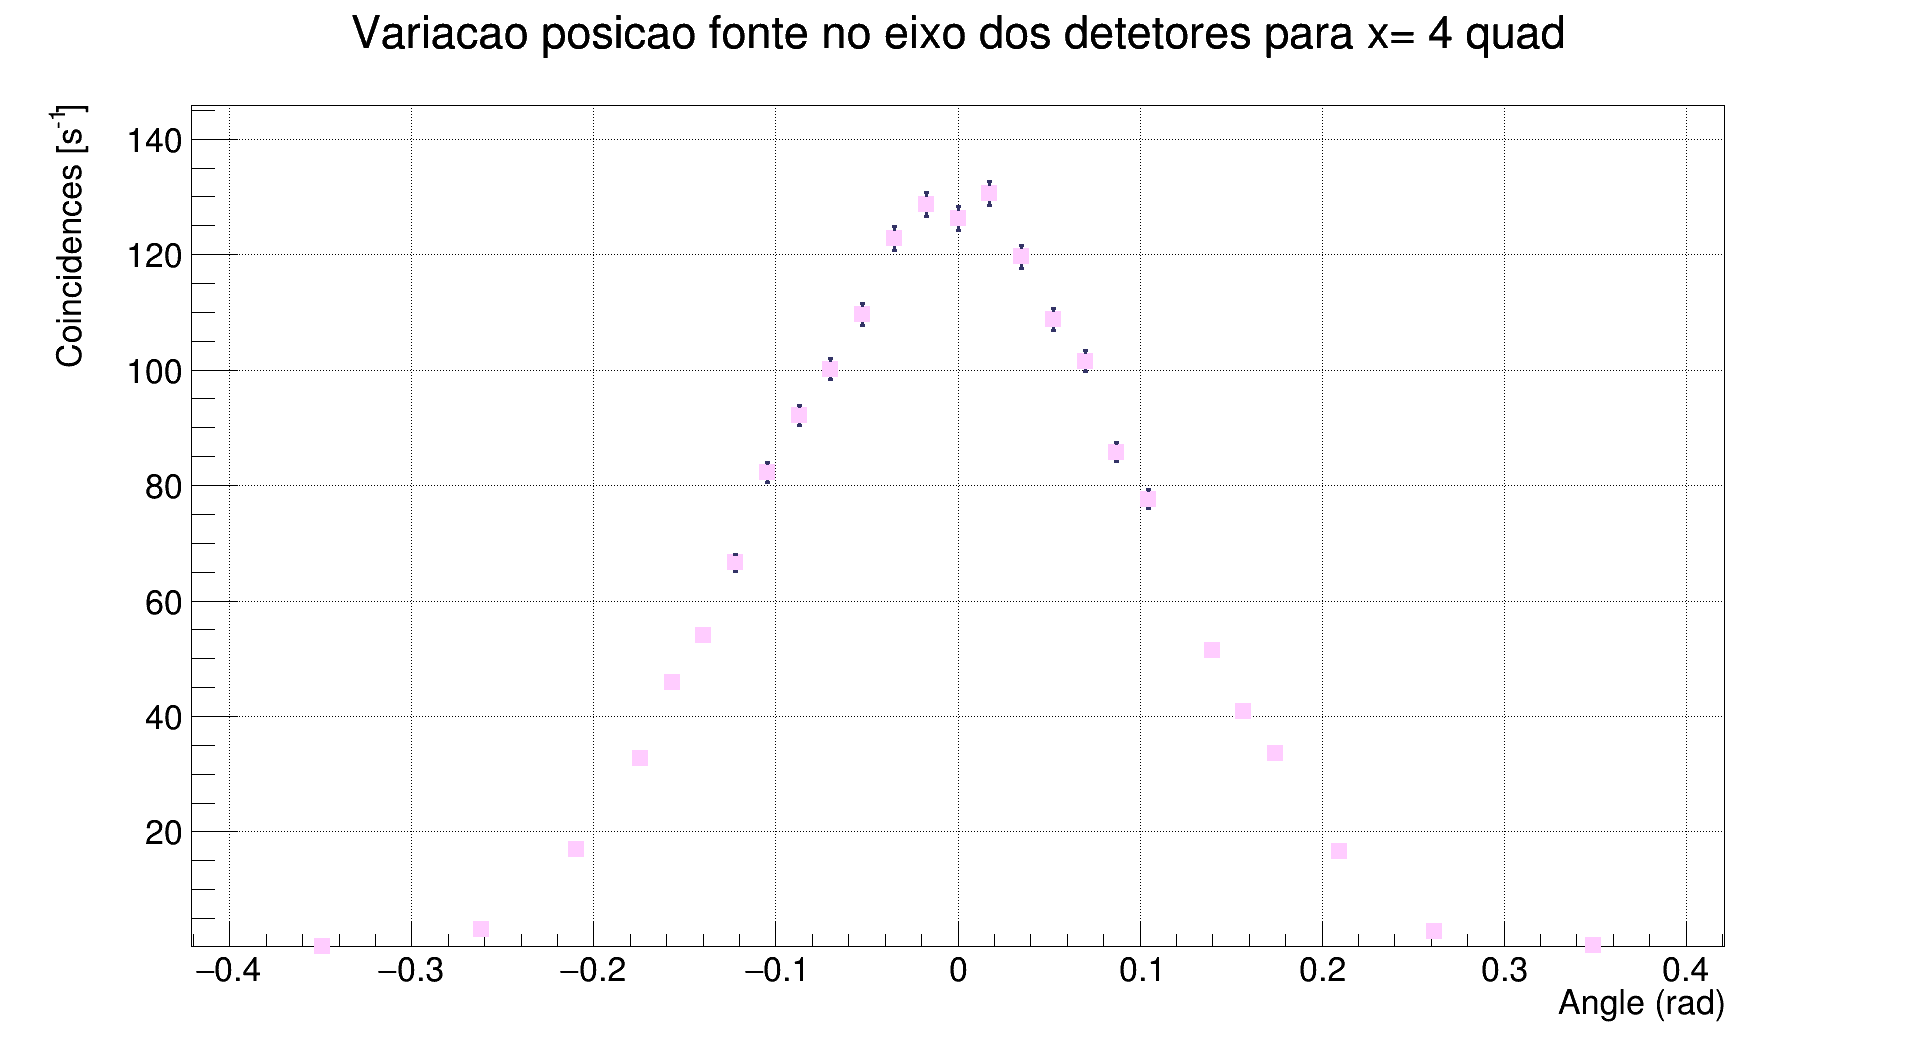 Variacao posicao fonte no eixo dos detetores para x= 4 quad
Coincidences [s-1]
140
120
100
80
60
40
20
−0.4 −0.3 −0.2 −0.1 0 0.1 0.2 0.3 0.4
Angle (rad)